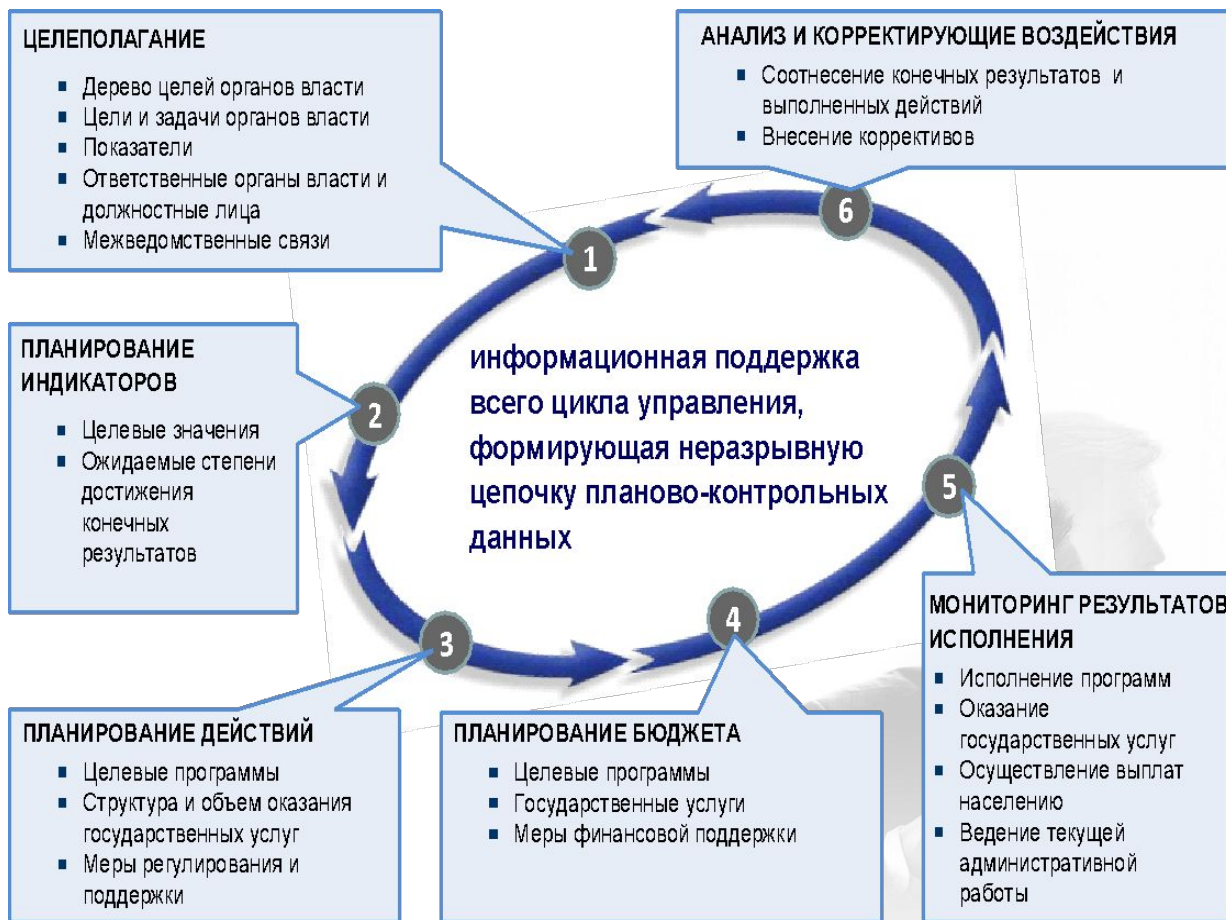 ЦЕЛЕПОЛАГАНИЕ
▪ Дерево целей органов власти
▪ Цели и задачи органов власти
▪ Показатели
▪ Ответственные органы власти и
должностные лица
▪ Межведомственные связи
1
АНАЛИЗ И КОРРЕКТИРУЮЩИЕ ВОЗДЕЙСТВИЯ
▪ Соотнесение конечных результатов и
выполненных действий
▪ Внесение коррективов
6
ПЛАНИРОВАНИЕ
ИНДИКАТОРОВ
▪ Целевые значения
▪ Ожидаемые степени
достижения
конечных
результатов
2
информационная поддержка
всего цикла управления,
формирующая неразрывную
цепочку планово-контрольных
данных
3
ПЛАНИРОВАНИЕ ДЕЙСТВИЙ
▪ Целевые программы
▪ Структура и объем оказания
государственных услуг
▪ Меры регулирования и
поддержки
4
ПЛАНИРОВАНИЕ БЮДЖЕТА
▪ Целевые программы
▪ Государственные услуги
▪ Меры финансовой поддержки
5
МОНИТОРИНГ РЕЗУЛЬТАТОВ
ИСПОЛНЕНИЯ
▪ Исполнение программ
▪ Оказание
государственных услуг
▪ Осуществление выплат
населению
▪ Ведение текущей
административной
работы